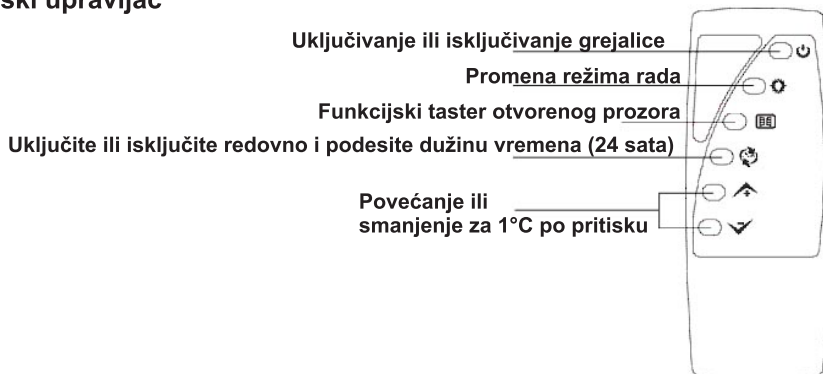 upravljač
Uključivanje ili isključivanje grejalice
Promena režima rada
Funkcijski taster otvorenog prozora
Uključite ili isključite redovno i podesite dužinu vremena (24 sata)
Povećanje ili
smanjenje za 1°C po pritisku